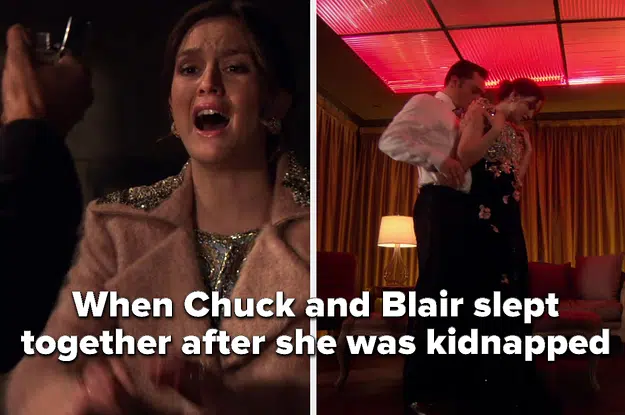 When Chuck and Blair slept
together after she was kidnapped